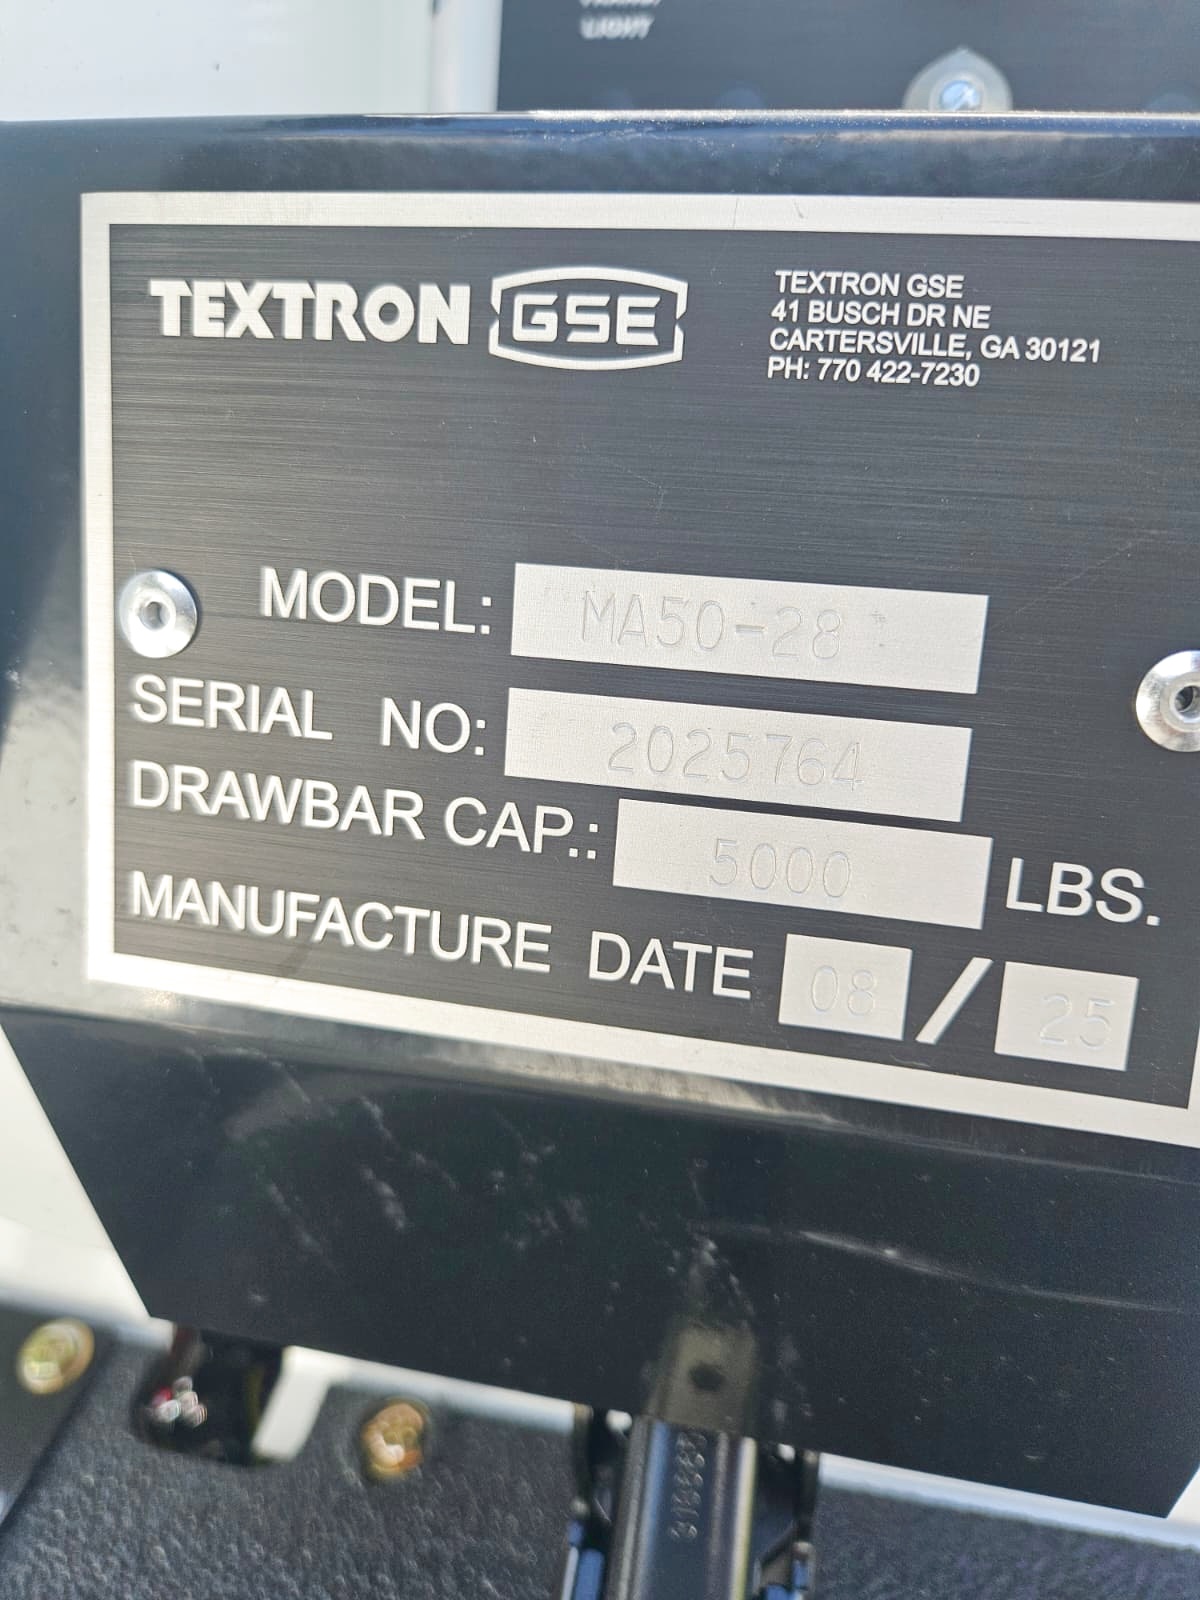 LIGHT
TEXTRON GSE
TEXTRON GSE
41 BUSCH DR NE
CARTERSVILLE, GA 30121
PH: 770 422-7230
MODEL: MA50-28
SERIAL NO: 2025764
DRAWBAR CAP.: 5000 LBS.
MANUFACTURE DATE 08 / 25